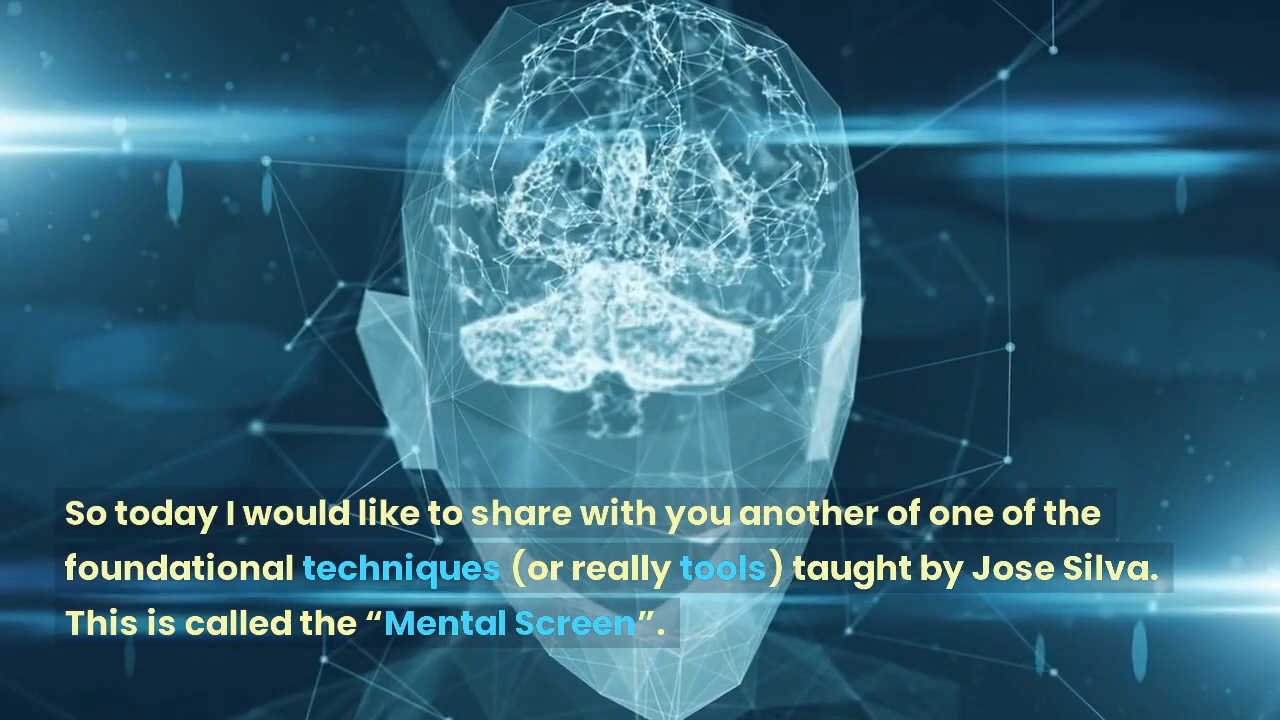 So today I would like to share with you another of one of the
foundational techniques (or really tools) taught by Jose Silva.
This is called the “Mental Screen”.